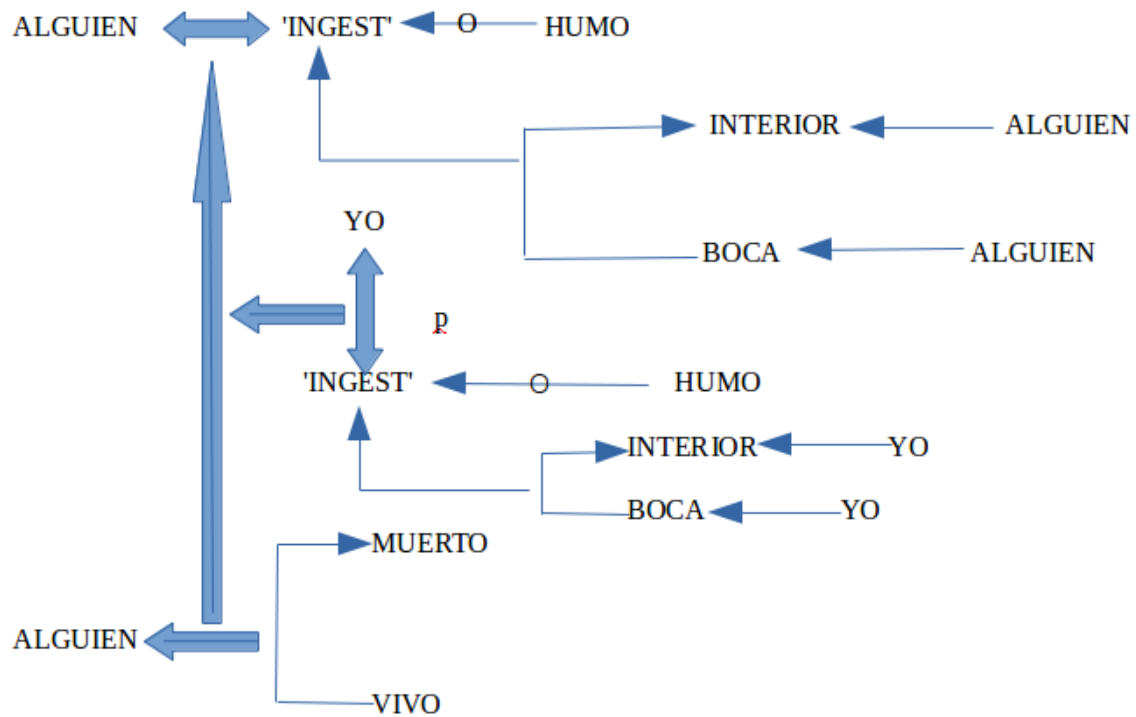 ALGUIEN 'INGEST' O HUMO
INTERIOR ALGUIEN
YO
BOCA ALGUIEN
p
'INGEST' O HUMO
INTERIOR YO
BOCA YO
MUERTO
ALGUIEN
VIVO